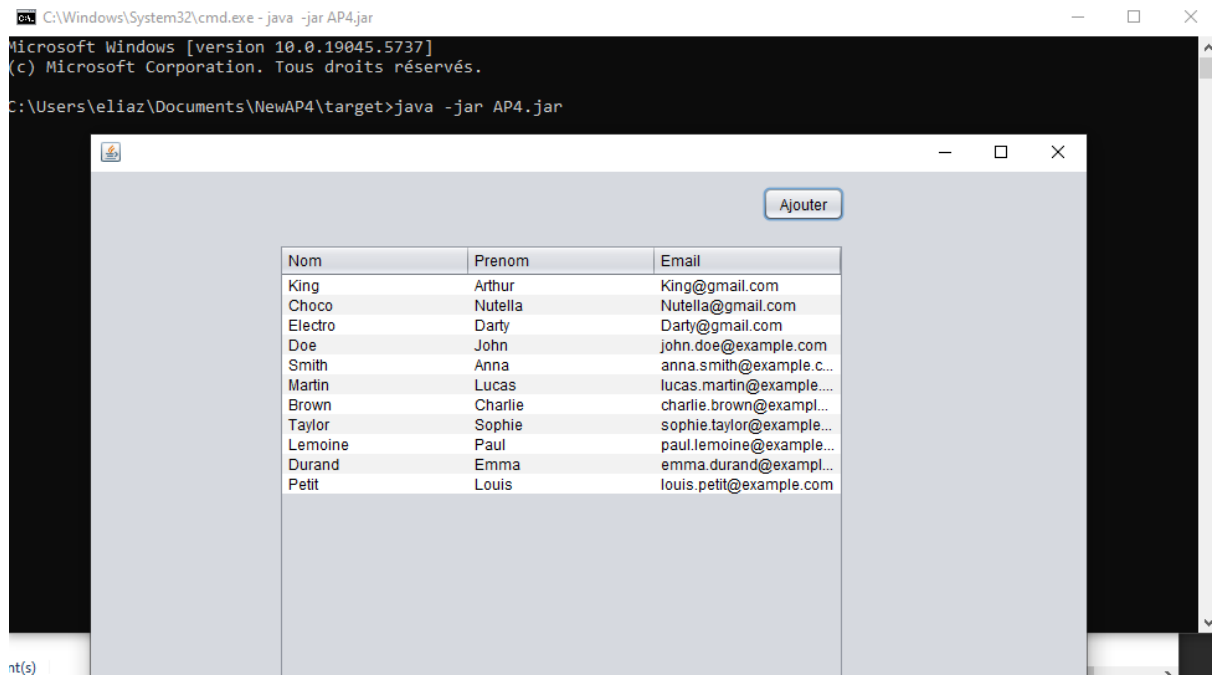 C:\Windows\System32\cmd.exe - java -jar AP4.jar
Microsoft Windows [version 10.0.19045.5737]
(c) Microsoft Corporation. Tous droits réservés.
C:\Users\eliaz\Documents\NewAP4\target>java -jar AP4.jar
Ajouter
Nom Prenom Email
King Arthur King@gmail.com
Choco Nutella Nutella@gmail.com
Electro Darty Darty@gmail.com
Doe John john.doe@example.com
Smith Anna anna.smith@example.c...
Martin Lucas lucas.martin@example....
Brown Charlie charlie.brown@exampl...
Taylor Sophie sophie.taylor@example...
Lemoine Paul paul.lemoine@example...
Durand Emma emma.durand@exampl...
Petit Louis louis.petit@example.com
nt(s)